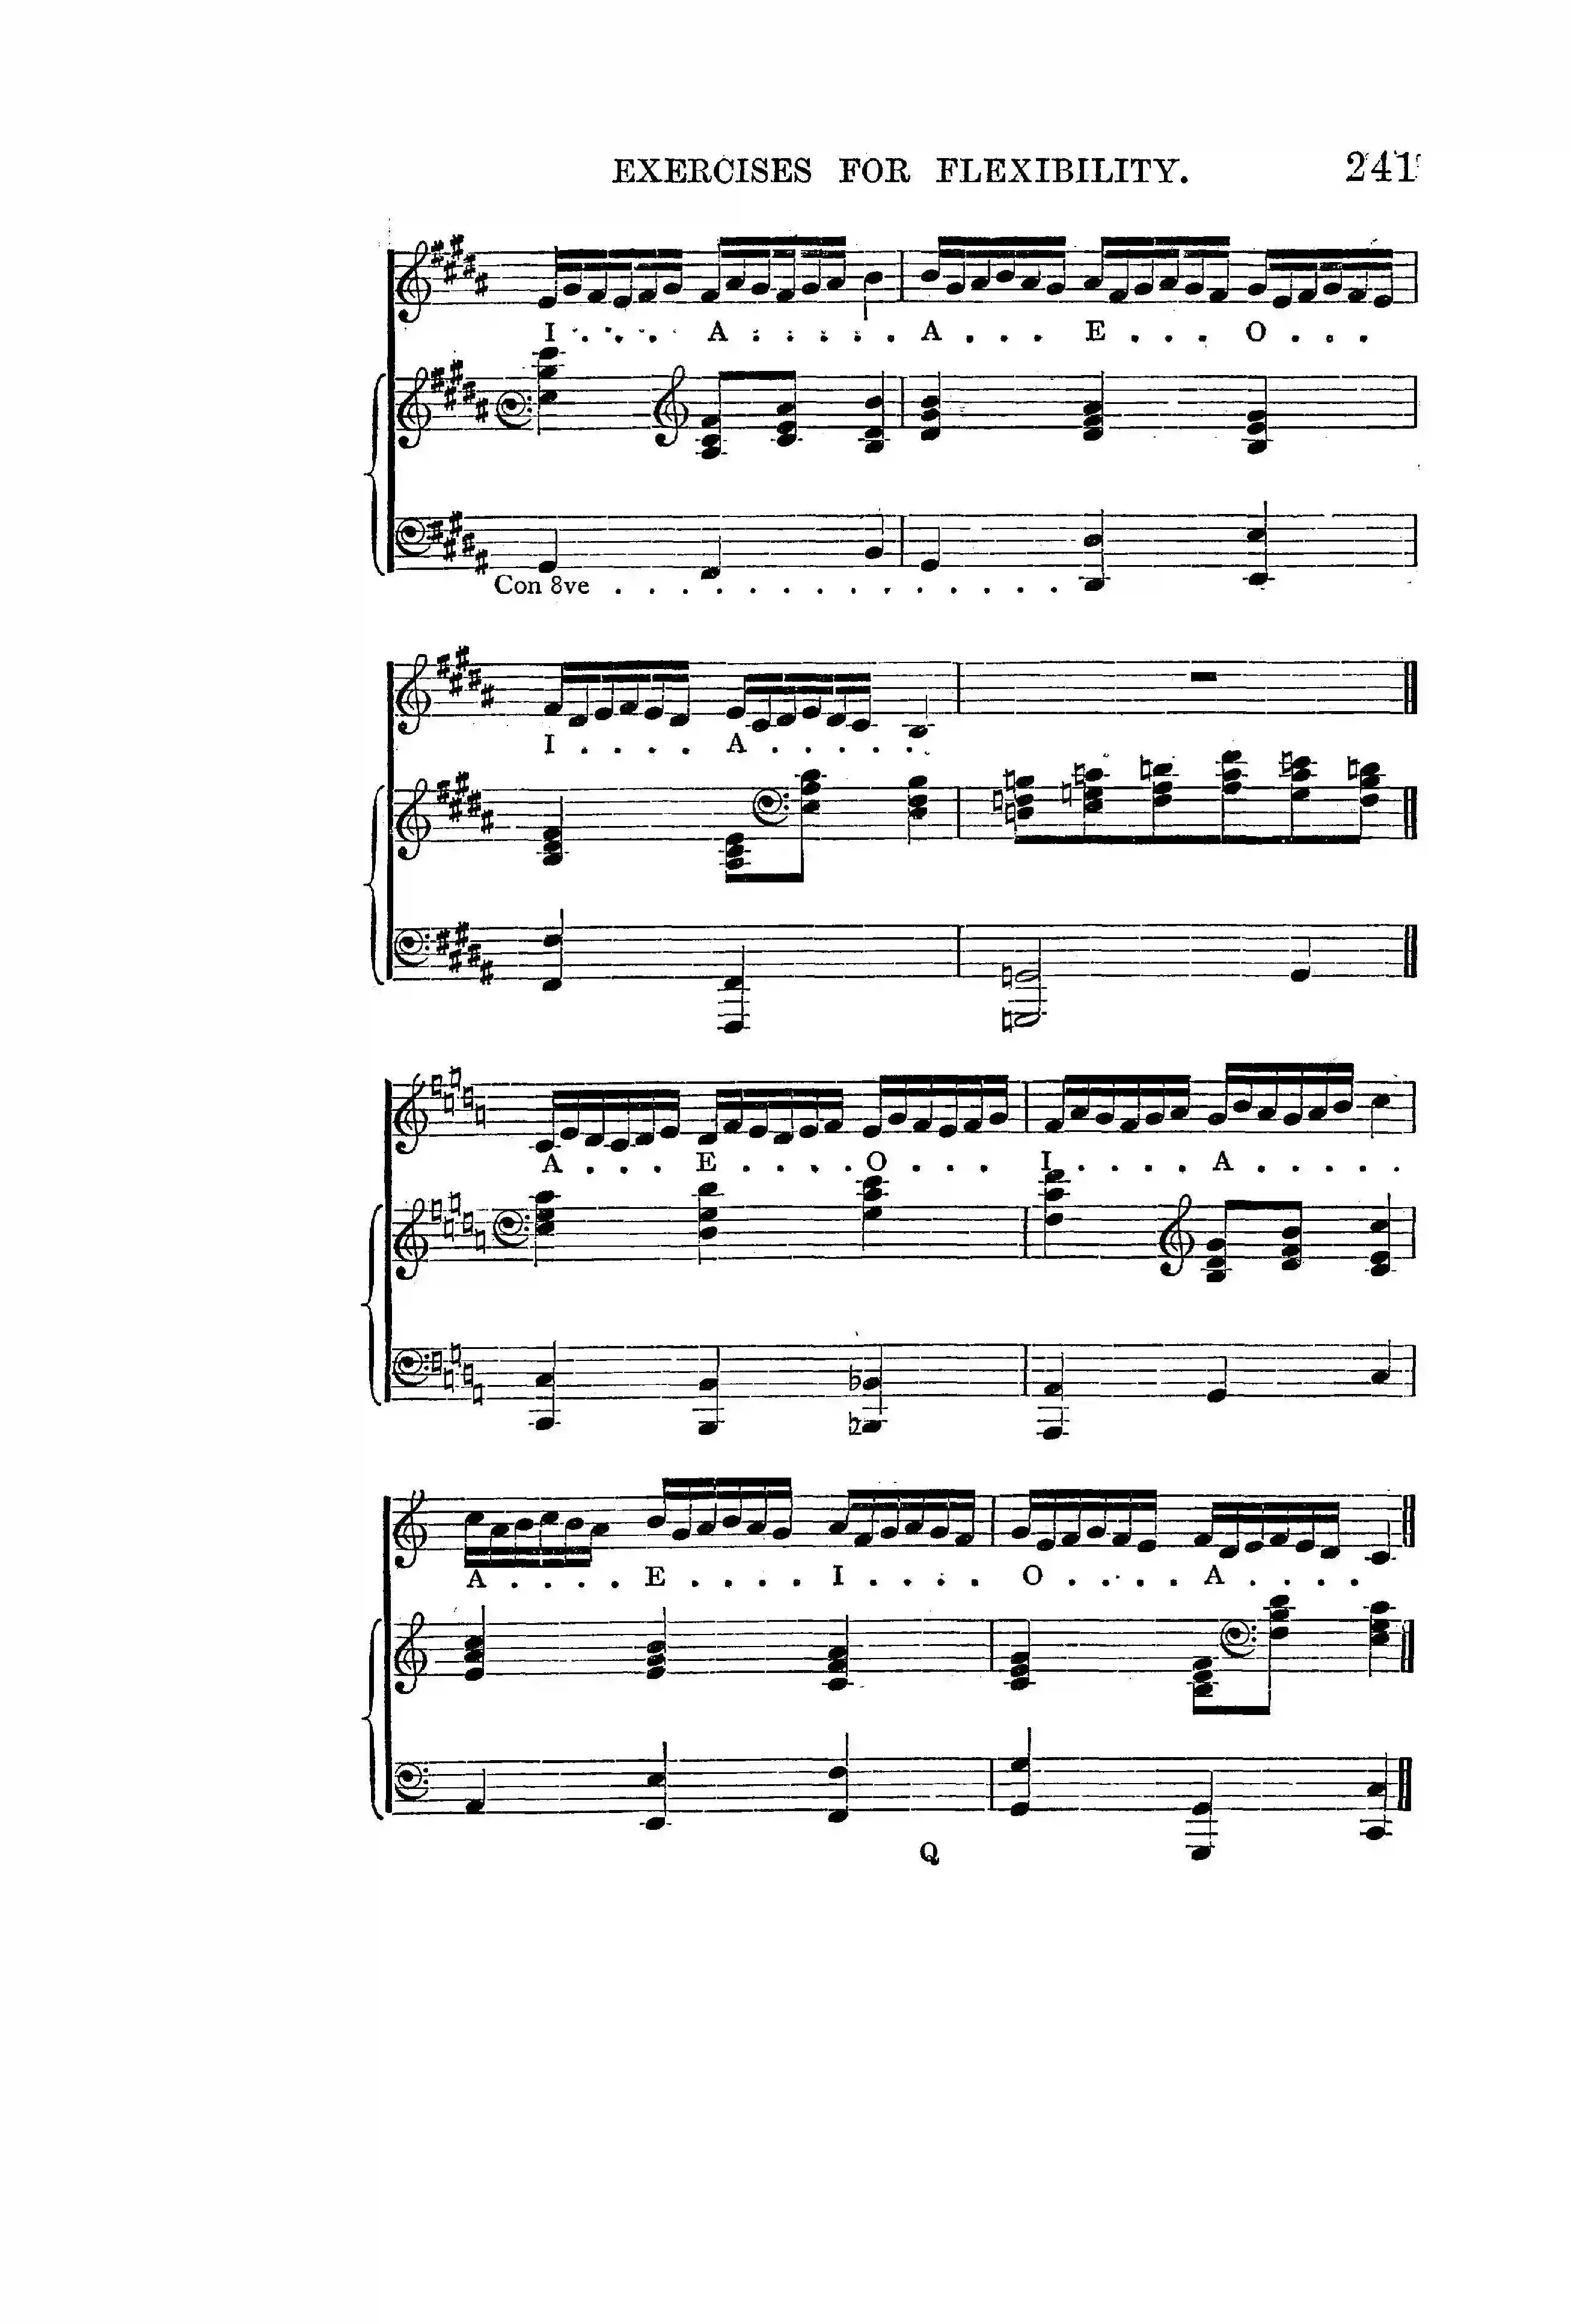 EXERCISES FOR FLEXIBILITY. 241
I . . . A . . . . . A . . . E . . . O . . .
Con 8ve . . . . . . . . . . . . . .
I . . . . A . . . . .
A . . . E . . . . O . . . I . . . . A . . . . .
A . . . . E . . . . I . . . . O . . . . A . . . .
Q